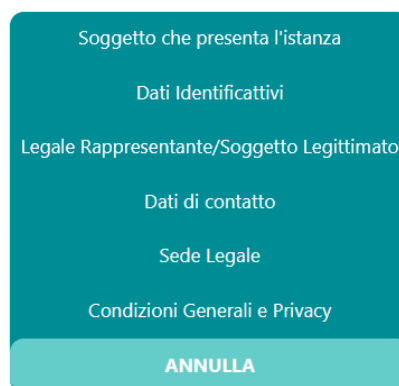 Soggetto che presenta l'istanza
Dati Identificattivi
Legale Rappresentante/Soggetto Legittimato
Dati di contatto
Sede Legale
Condizioni Generali e Privacy
ANNULLA